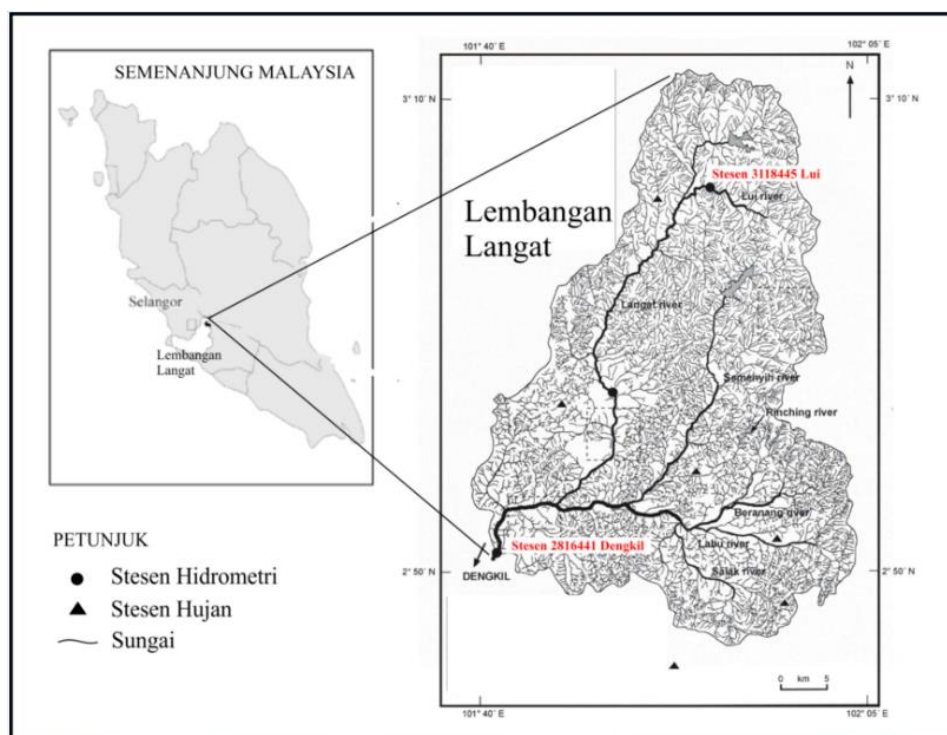 SEMENANJUNG MALAYSIA
Selangor
Lembangan
Langat
PETUNJUK
Stesen Hidrometri
Stesen Hujan
Sungai
101° 40´ E
102° 05´ E
N
3° 10´ N
3° 10´ N
Stesen 3118445 Lui
Lui river
Lembangan
Langat
Langat river
Semenyih river
Rinching river
Beranang river
Labu river
Stesen 2816441 Dengkil
Salak river
DENGKIL
2° 50´ N
2° 50´ N
0 km 5
101° 40´ E
102° 05´ E